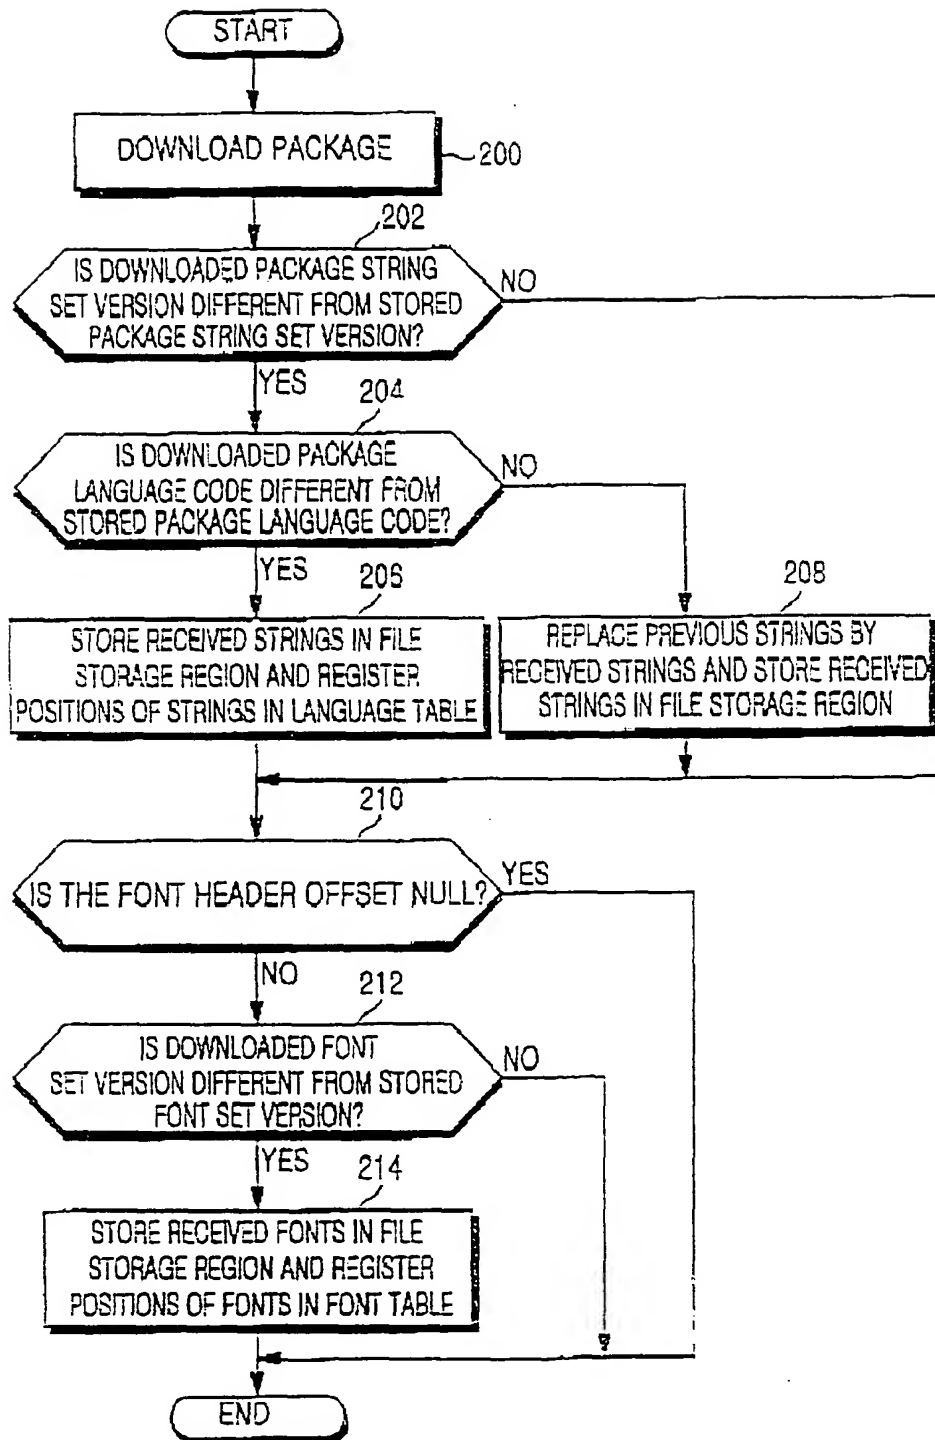 START
DOWNLOAD PACKAGE
200
202
IS DOWNLOADED PACKAGE STRING
SET VERSION DIFFERENT FROM STORED
PACKAGE STRING SET VERSION?
NO
YES
204
IS DOWNLOADED PACKAGE
LANGUAGE CODE DIFFERENT FROM
STORED PACKAGE LANGUAGE CODE?
NO
YES
206
STORE RECEIVED STRINGS IN FILE
STORAGE REGION AND REGISTER
POSITIONS OF STRINGS IN LANGUAGE TABLE
208
REPLACE PREVIOUS STRINGS BY
RECEIVED STRINGS AND STORE RECEIVED
STRINGS IN FILE STORAGE REGION
210
IS THE FONT HEADER OFFSET NULL?
YES
NO
212
IS DOWNLOADED FONT
SET VERSION DIFFERENT FROM STORED
FONT SET VERSION?
NO
YES
214
STORE RECEIVED FONTS IN FILE
STORAGE REGION AND REGISTER
POSITIONS OF FONTS IN FONT TABLE
END